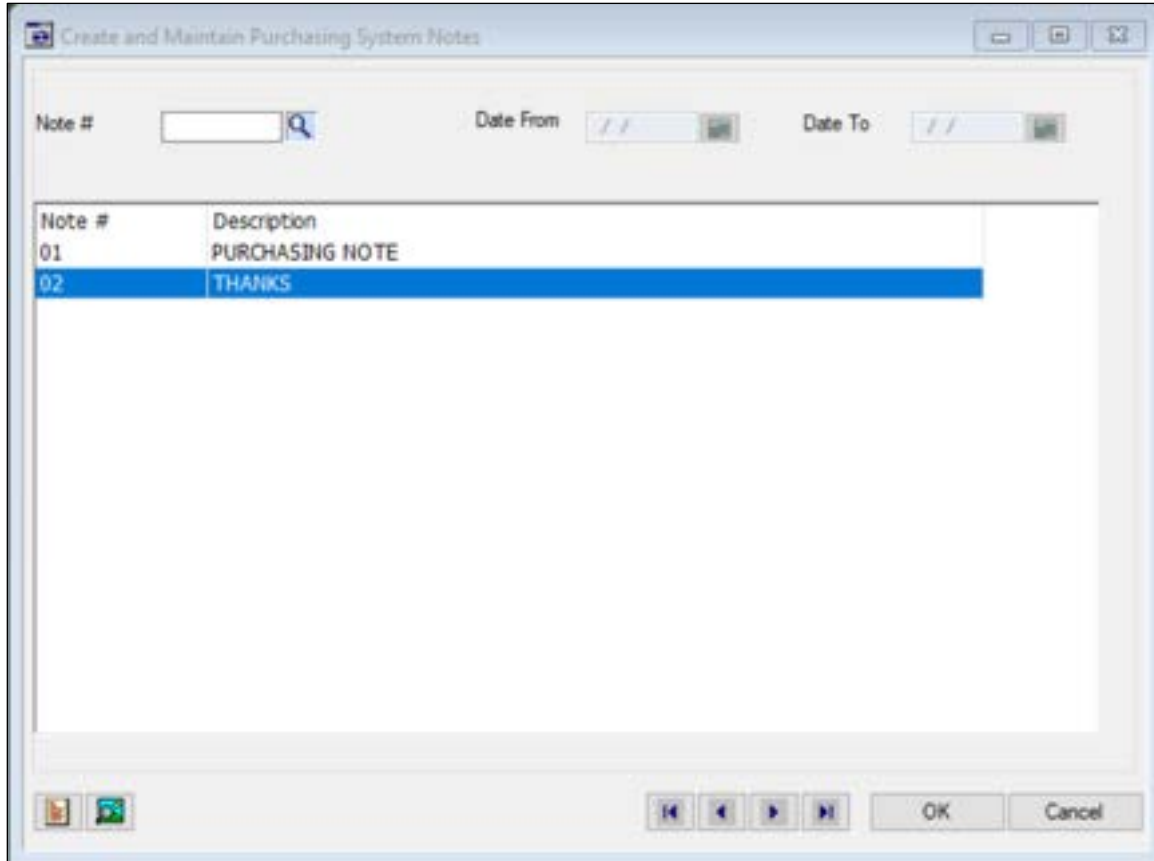 Create and Maintain Purchasing System Notes
Note # Date From / / Date To / /
Note # Description
01 PURCHASING NOTE
02 THANKS
OK Cancel